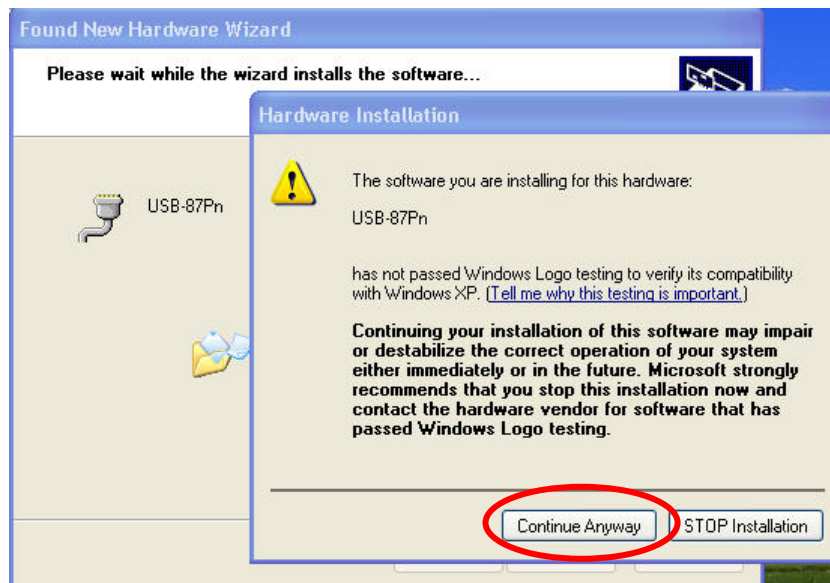 Found New Hardware Wizard
Please wait while the wizard installs the software...
Hardware Installation
USB-87Pn
The software you are installing for this hardware:
USB-87Pn
has not passed Windows Logo testing to verify its compatibility
with Windows XP. (Tell me why this testing is important.)
Continuing your installation of this software may impair
or destabilize the correct operation of your system
either immediately or in the future. Microsoft strongly
recommends that you stop this installation now and
contact the hardware vendor for software that has
passed Windows Logo testing.
Continue Anyway
STOP Installation